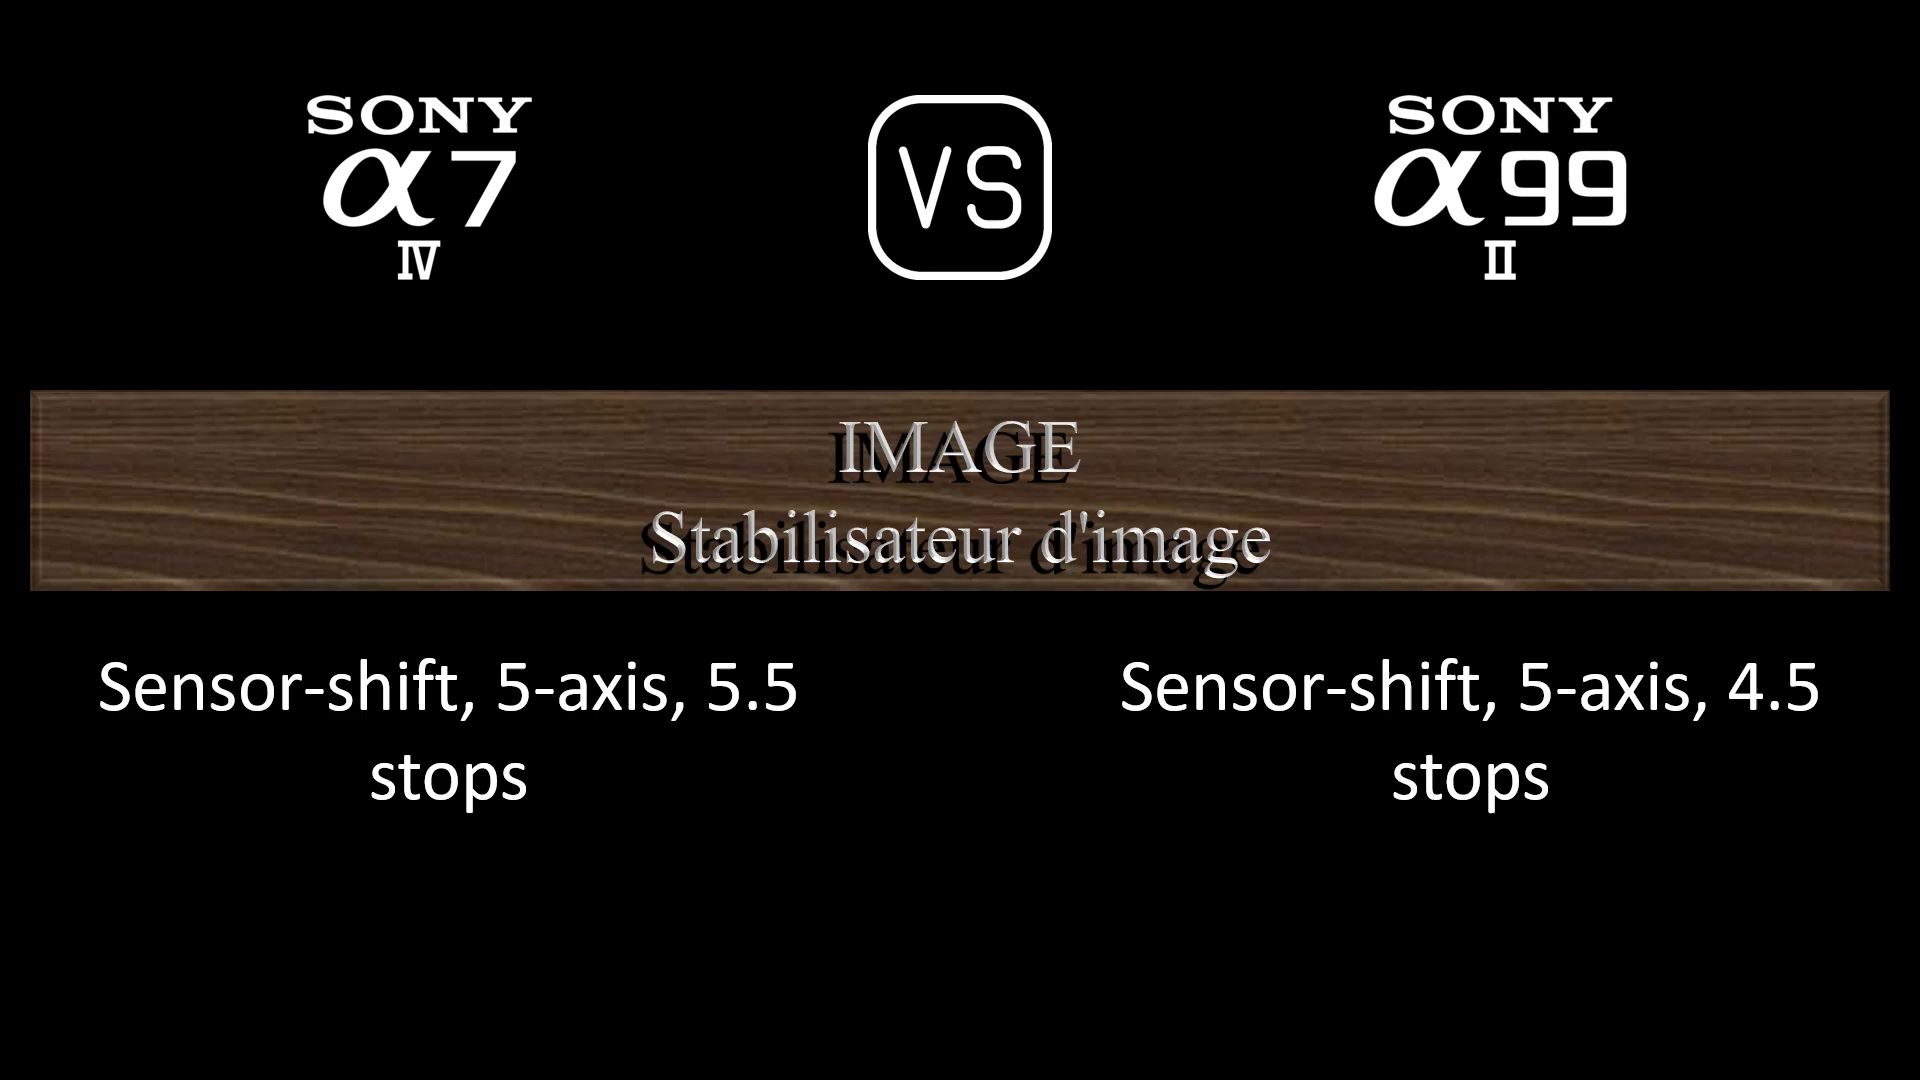 SONY
α7
IV
VS
SONY
α99
II
IMAGE
Stabilisateur d'image
Sensor-shift, 5-axis, 5.5
stops
Sensor-shift, 5-axis, 4.5
stops